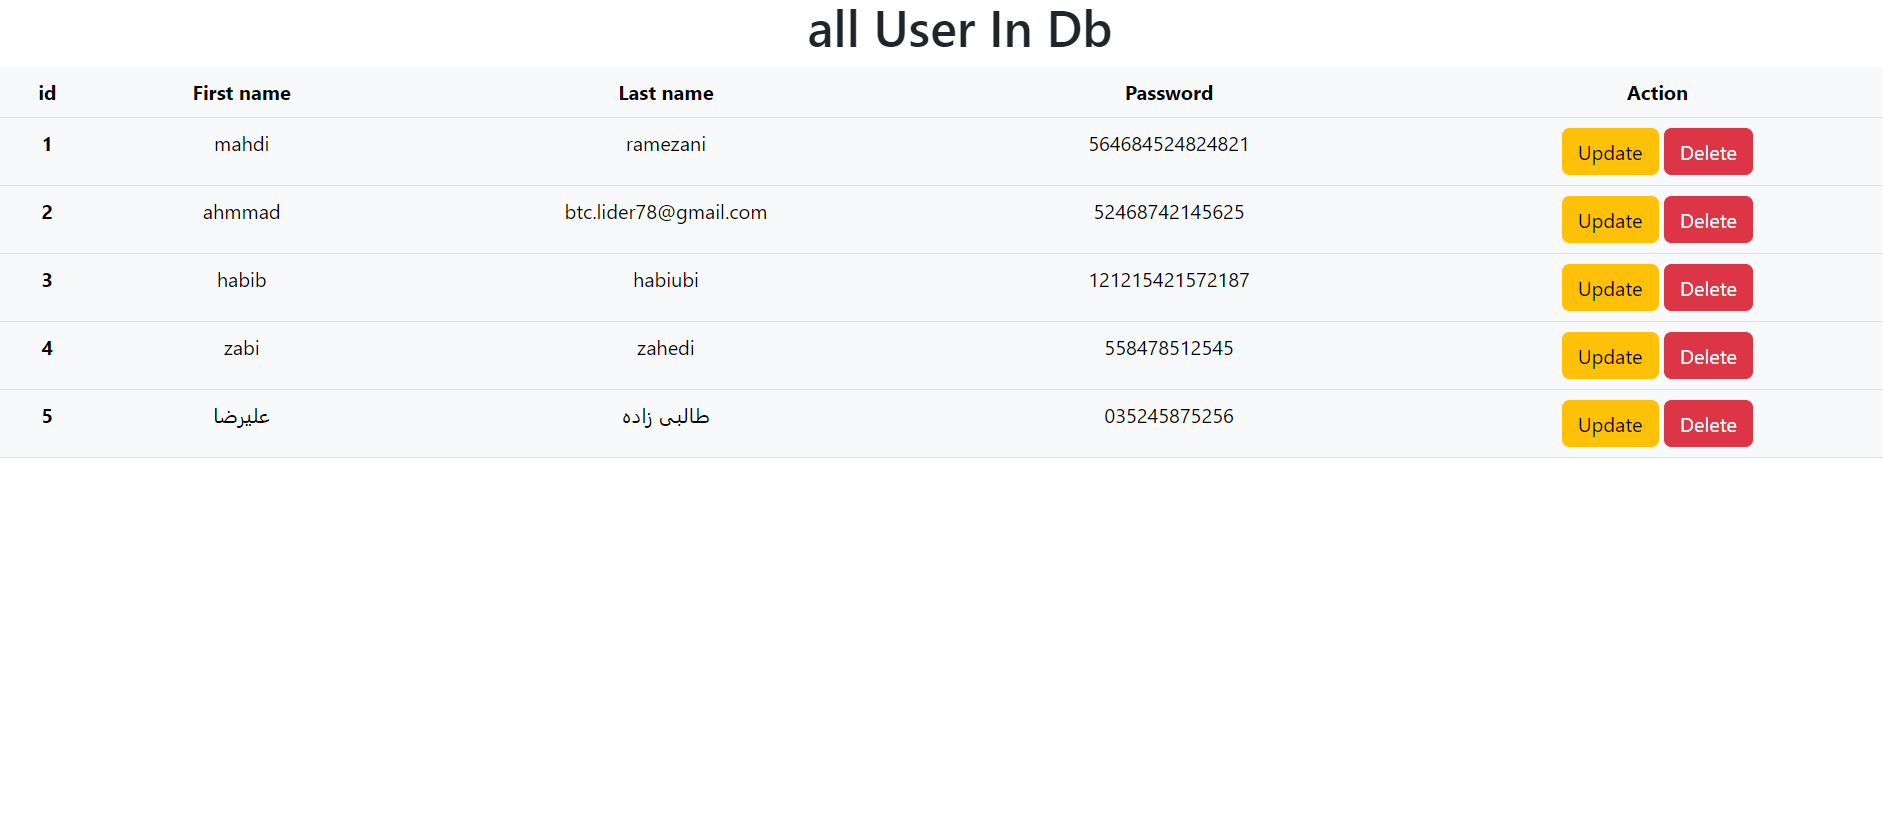 all User In Db
id First name Last name Password Action
1 mahdi ramezani 564684524824821 Update Delete
2 ahmmad btc.lider78@gmail.com 52468742145625 Update Delete
3 habib habiubi 121215421572187 Update Delete
4 zabi zahedi 558478512545 Update Delete
5 علیرضا طالبی زاده 035245875256 Update Delete